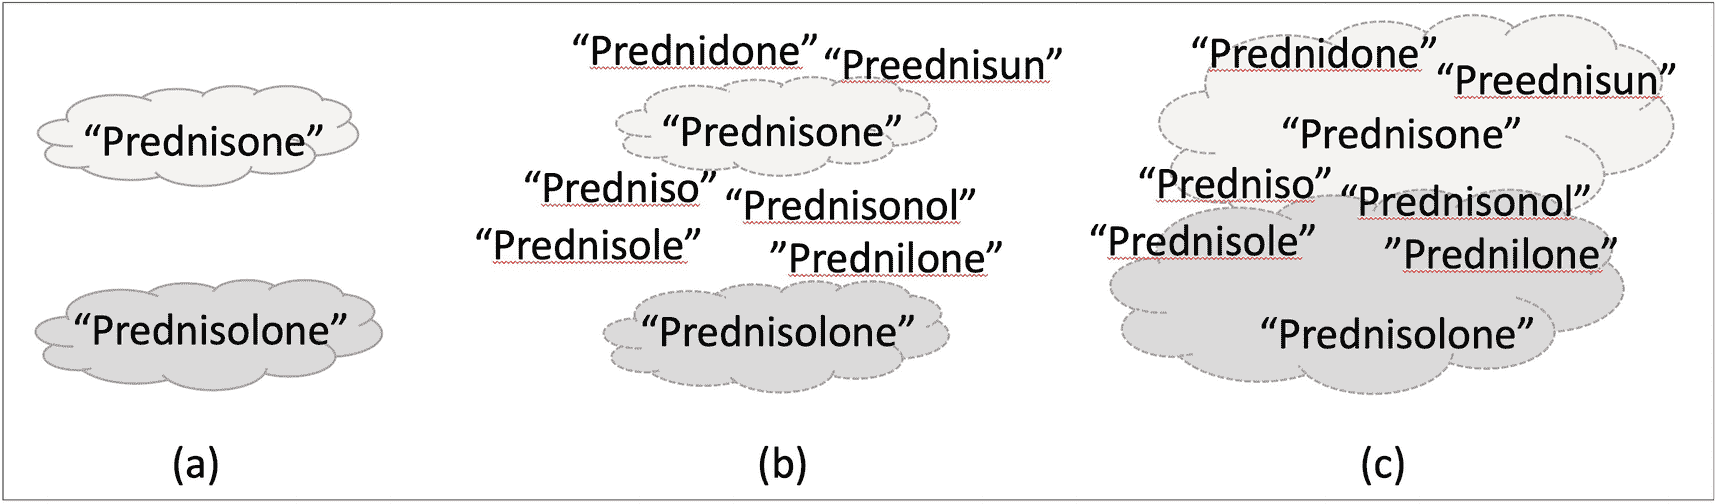 “Prednisone”
“Prednisolone”
(a)
“Prednidone”
“Preednisun”
“Prednisone”
“Predniso”
“Prednisonol”
“Prednisole”
”Prednilone”
“Prednisolone”
(b)
“Prednidone”
“Preednisun”
“Prednisone”
“Predniso”
“Prednisonol”
“Prednisole”
”Prednilone”
“Prednisolone”
(c)